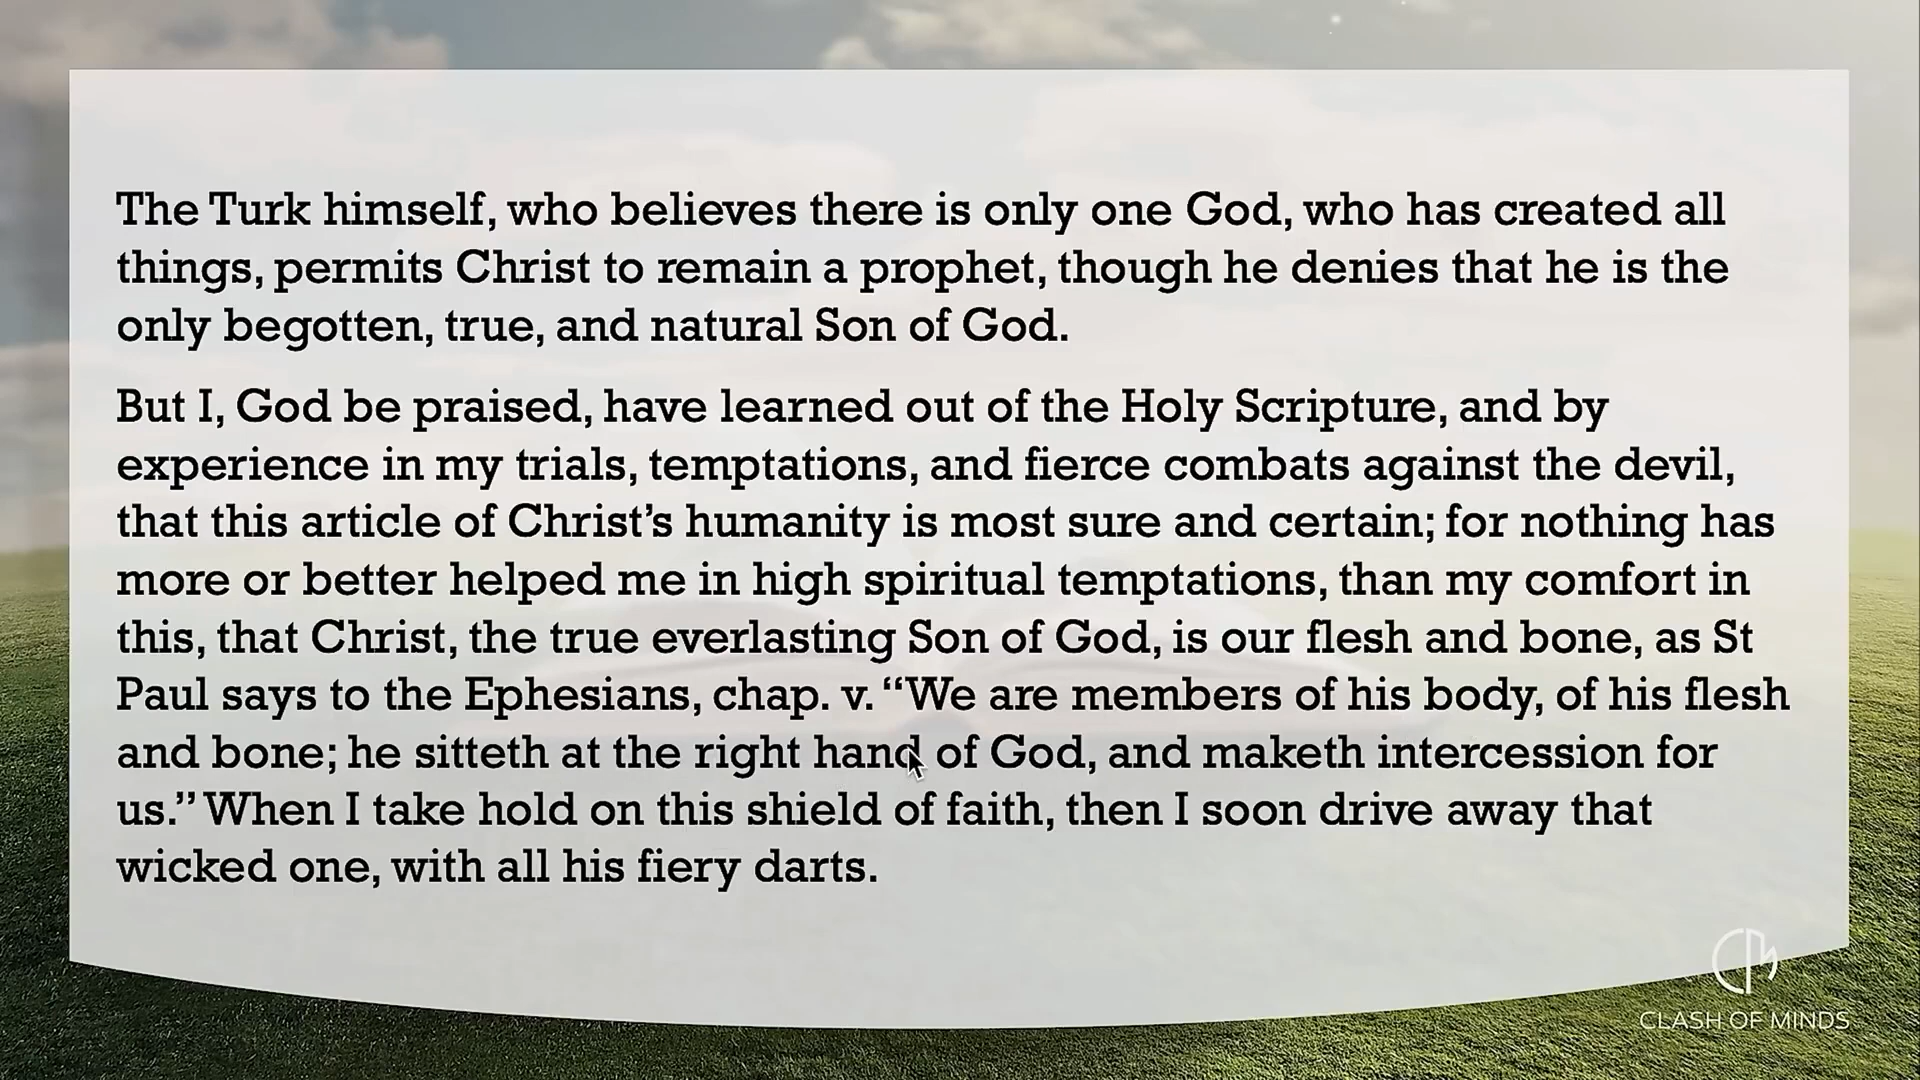 The Turk himself, who believes there is only one God, who has created all
things, permits Christ to remain a prophet, though he denies that he is the
only begotten, true, and natural Son of God.
But I, God be praised, have learned out of the Holy Scripture, and by
experience in my trials, temptations, and fierce combats against the devil,
that this article of Christ’s humanity is most sure and certain; for nothing has
more or better helped me in high spiritual temptations, than my comfort in
this, that Christ, the true everlasting Son of God, is our flesh and bone, as St
Paul says to the Ephesians, chap. v. “We are members of his body, of his flesh
and bone; he sitteth at the right hand of God, and maketh intercession for
us.” When I take hold on this shield of faith, then I soon drive away that
wicked one, with all his fiery darts.
CLASH OF MINDS